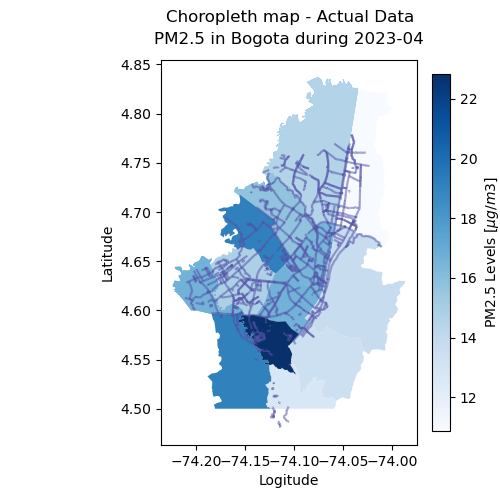 Choropleth map - Actual Data
PM2.5 in Bogota during 2023-04
4.85
4.80
4.75
4.70
4.65
4.60
4.55
4.50
Latitude
−74.20 −74.15 −74.10 −74.05 −74.00
Logitude
22
20
18
16
14
12
PM2.5 Levels [μg/m3]